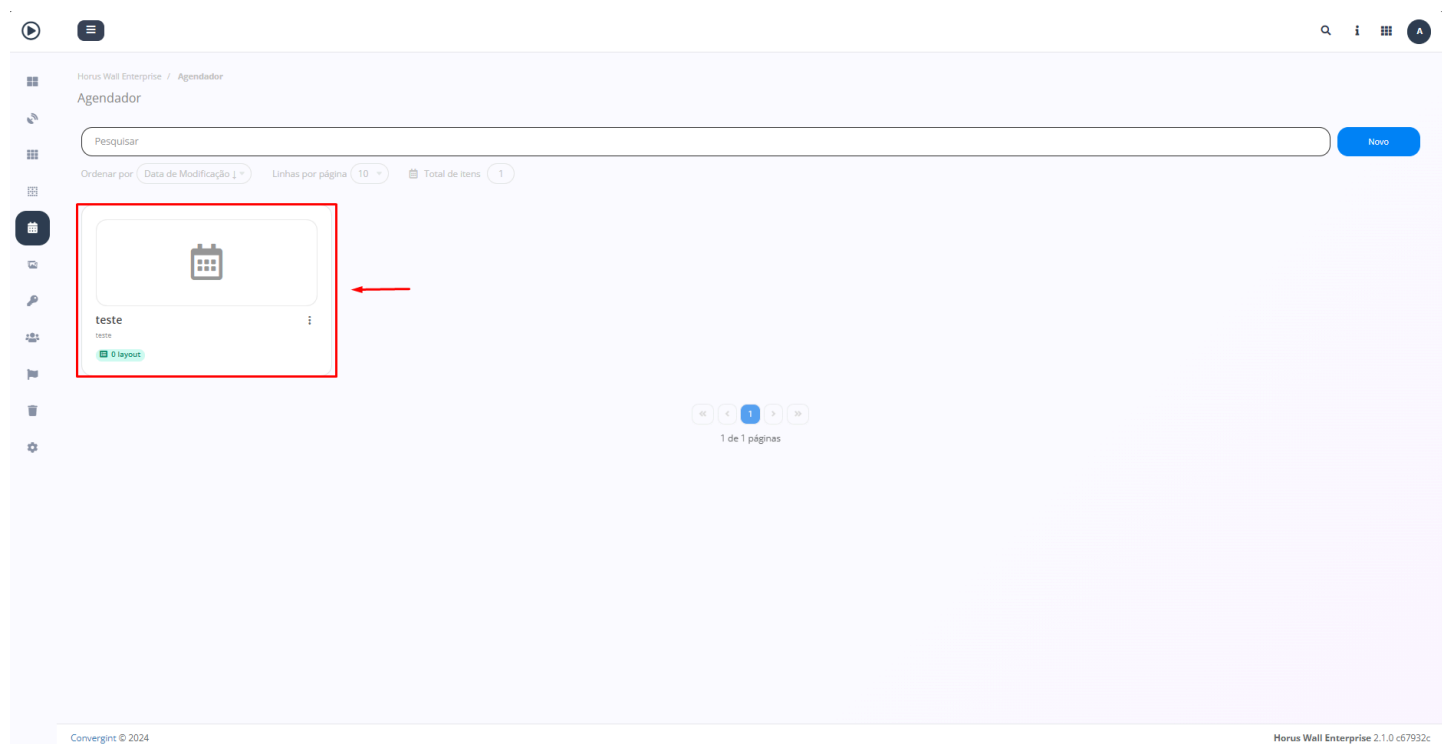 A
Horus Wall Enterprise / Agendador
Agendador
Pesquisar
Novo
Ordenar por Data de Modificação ↓ Linhas por página 10 Total de itens 1
teste
teste
0 layout
« ‹ 1 › »
1 de 1 páginas
Convergint © 2024
Horus Wall Enterprise 2.1.0 c67932c